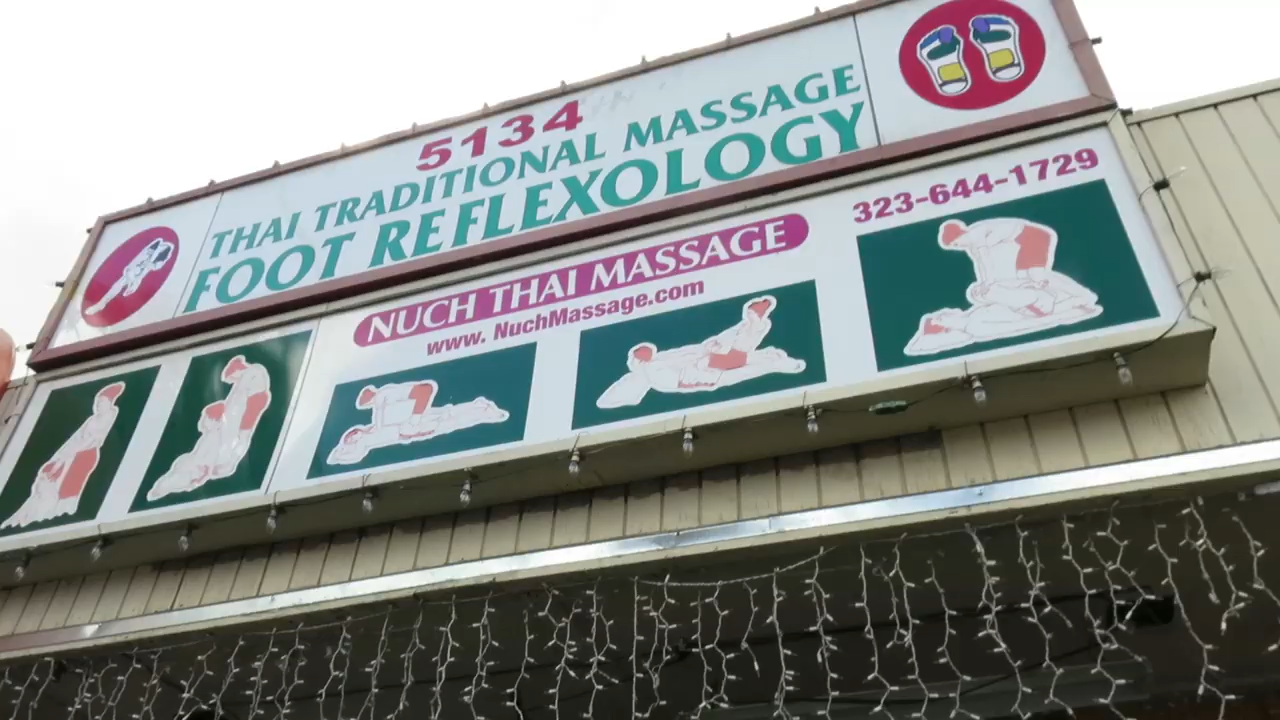 5134
THAI TRADITIONAL MASSAGE
FOOT REFLEXOLOGY
323-644-1729
NUCH THAI MASSAGE
www. NuchMassage.com